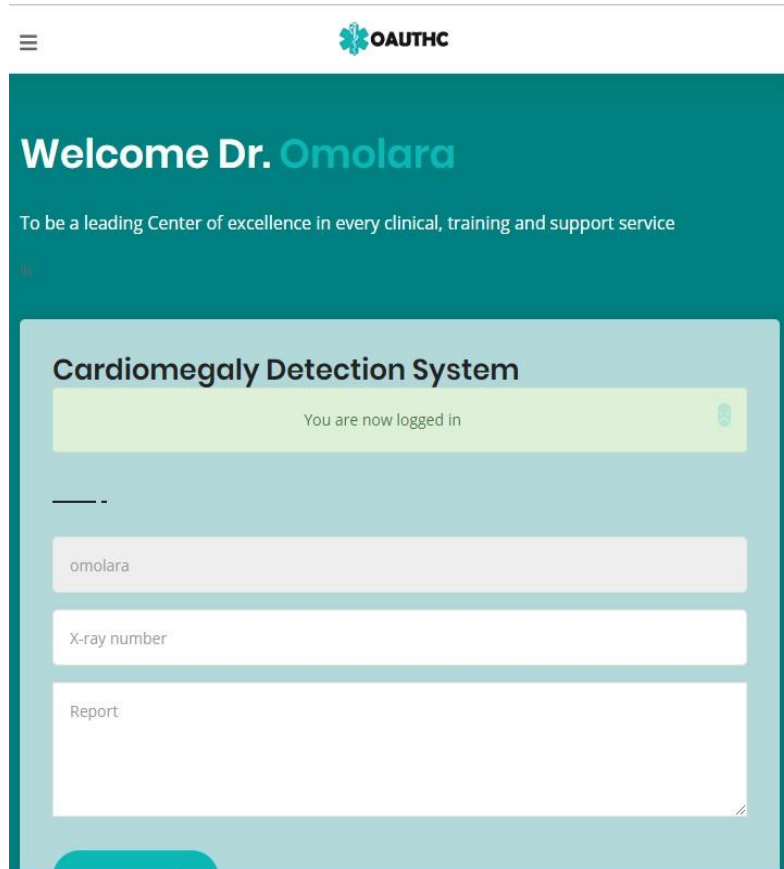 OAUTHC
Welcome Dr. Omolara
To be a leading Center of excellence in every clinical, training and support service
Cardiomegaly Detection System
You are now logged in
omolara
X-ray number
Report